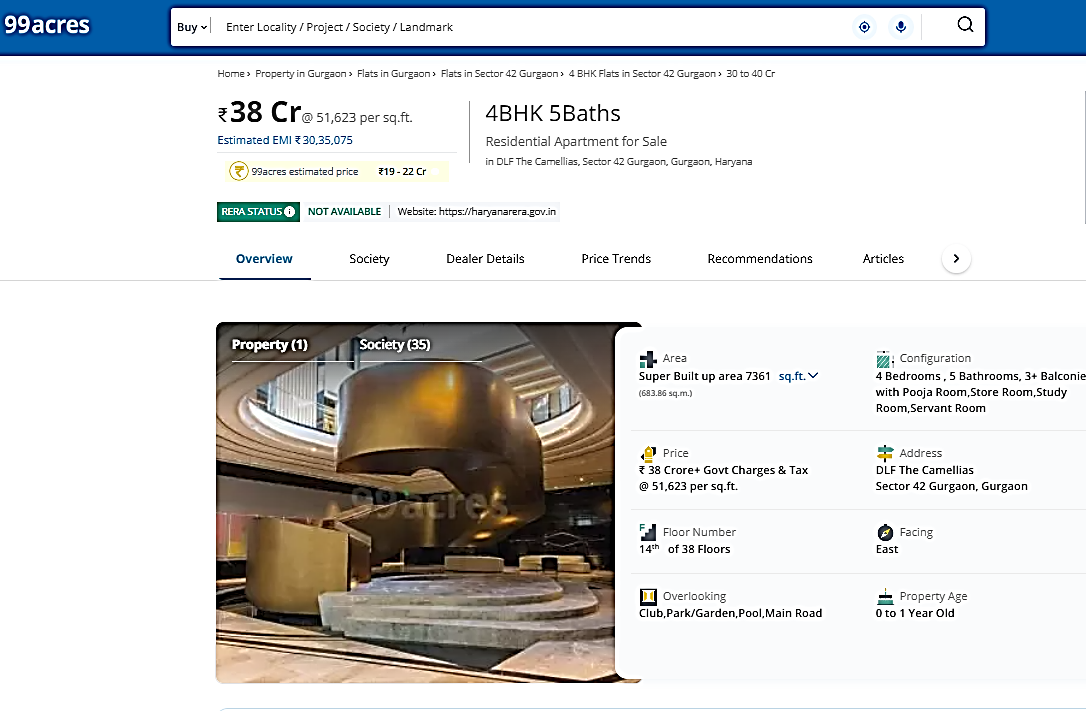 99acres
Buy
Enter Locality / Project / Society / Landmark
Home › Property in Gurgaon › Flats in Gurgaon › Flats in Sector 42 Gurgaon › 4 BHK Flats in Sector 42 Gurgaon › 30 to 40 Cr
₹38 Cr @ 51,623 per sq.ft.
Estimated EMI ₹ 30,35,075
₹ 99acres estimated price ₹19 - 22 Cr
4BHK 5Baths
Residential Apartment for Sale
in DLF The Camellias, Sector 42 Gurgaon, Gurgaon, Haryana
RERA STATUS i NOT AVAILABLE Website: https://haryanarera.gov.in
Overview Society Dealer Details Price Trends Recommendations Articles
Property (1) Society (35)
99acres
Area
Super Built up area 7361 sq.ft.
(683.86 sq.m.)
Configuration
4 Bedrooms , 5 Bathrooms, 3+ Balconie
with Pooja Room,Store Room,Study
Room,Servant Room
Price
₹ 38 Crore+ Govt Charges & Tax
@ 51,623 per sq.ft.
Address
DLF The Camellias
Sector 42 Gurgaon, Gurgaon
Floor Number
14th of 38 Floors
Facing
East
Overlooking
Club,Park/Garden,Pool,Main Road
Property Age
0 to 1 Year Old